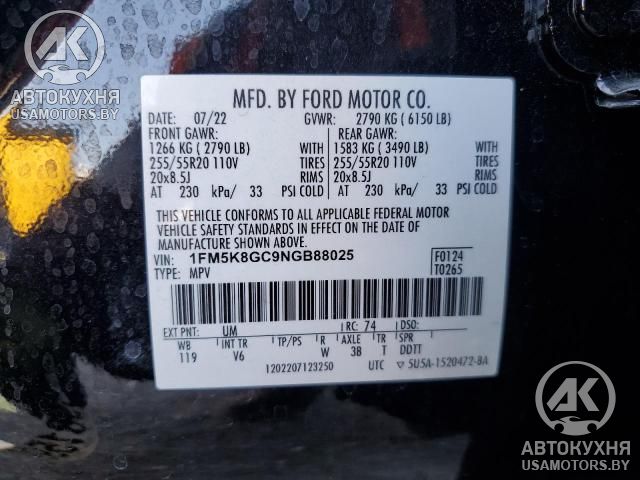 АВТОКУХНЯ
USAMOTORS.BY
MFD. BY FORD MOTOR CO.
DATE: 07/22 GVWR: 2790 KG ( 6150 LB)
FRONT GAWR: REAR GAWR:
1266 KG ( 2790 LB) 1583 KG ( 3490 LB)
255/55R20 110V TIRES 255/55R20 110V TIRES
20x8.5J RIMS 20x8.5J RIMS
AT 230 kPa/ 33 PSI COLD AT 230 kPa/ 33 PSI COLD
THIS VEHICLE CONFORMS TO ALL APPLICABLE FEDERAL MOTOR
VEHICLE SAFETY STANDARDS IN EFFECT ON THE DATE
OF MANUFACTURE SHOWN ABOVE.
VIN: 1FM5K8GC9NGB88025 F0124
TYPE: MPV T0265
EXT PNT: UM RC: 74 DSO:
WB INT TR TP/PS R AXLE TR SPR
119 V6 W 3B T DDTT
1202207123250 UTC ▽ 5U5A-1520472-BA
АВТОКУХНЯ
USAMOTORS.BY